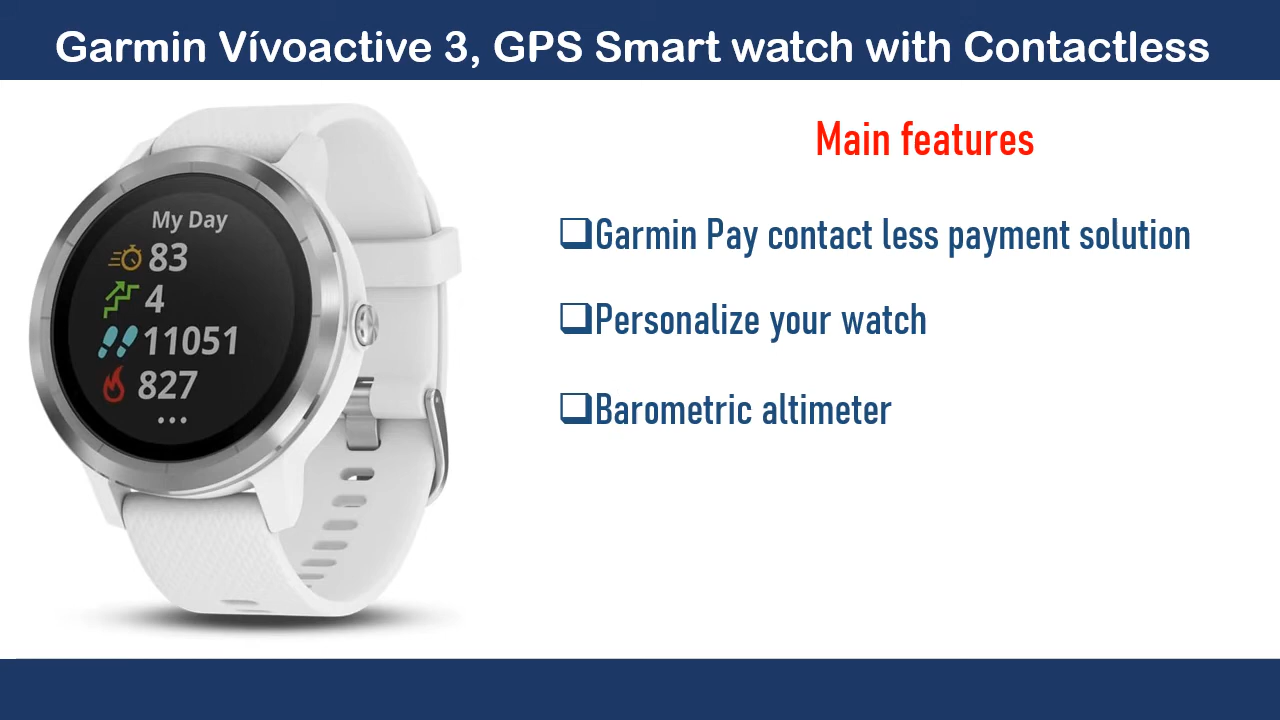 Garmin Vívoactive 3, GPS Smart watch with Contactless
Main features
My Day
83
4
11051
827
...
❑Garmin Pay contact less payment solution
❑Personalize your watch
❑Barometric altimeter